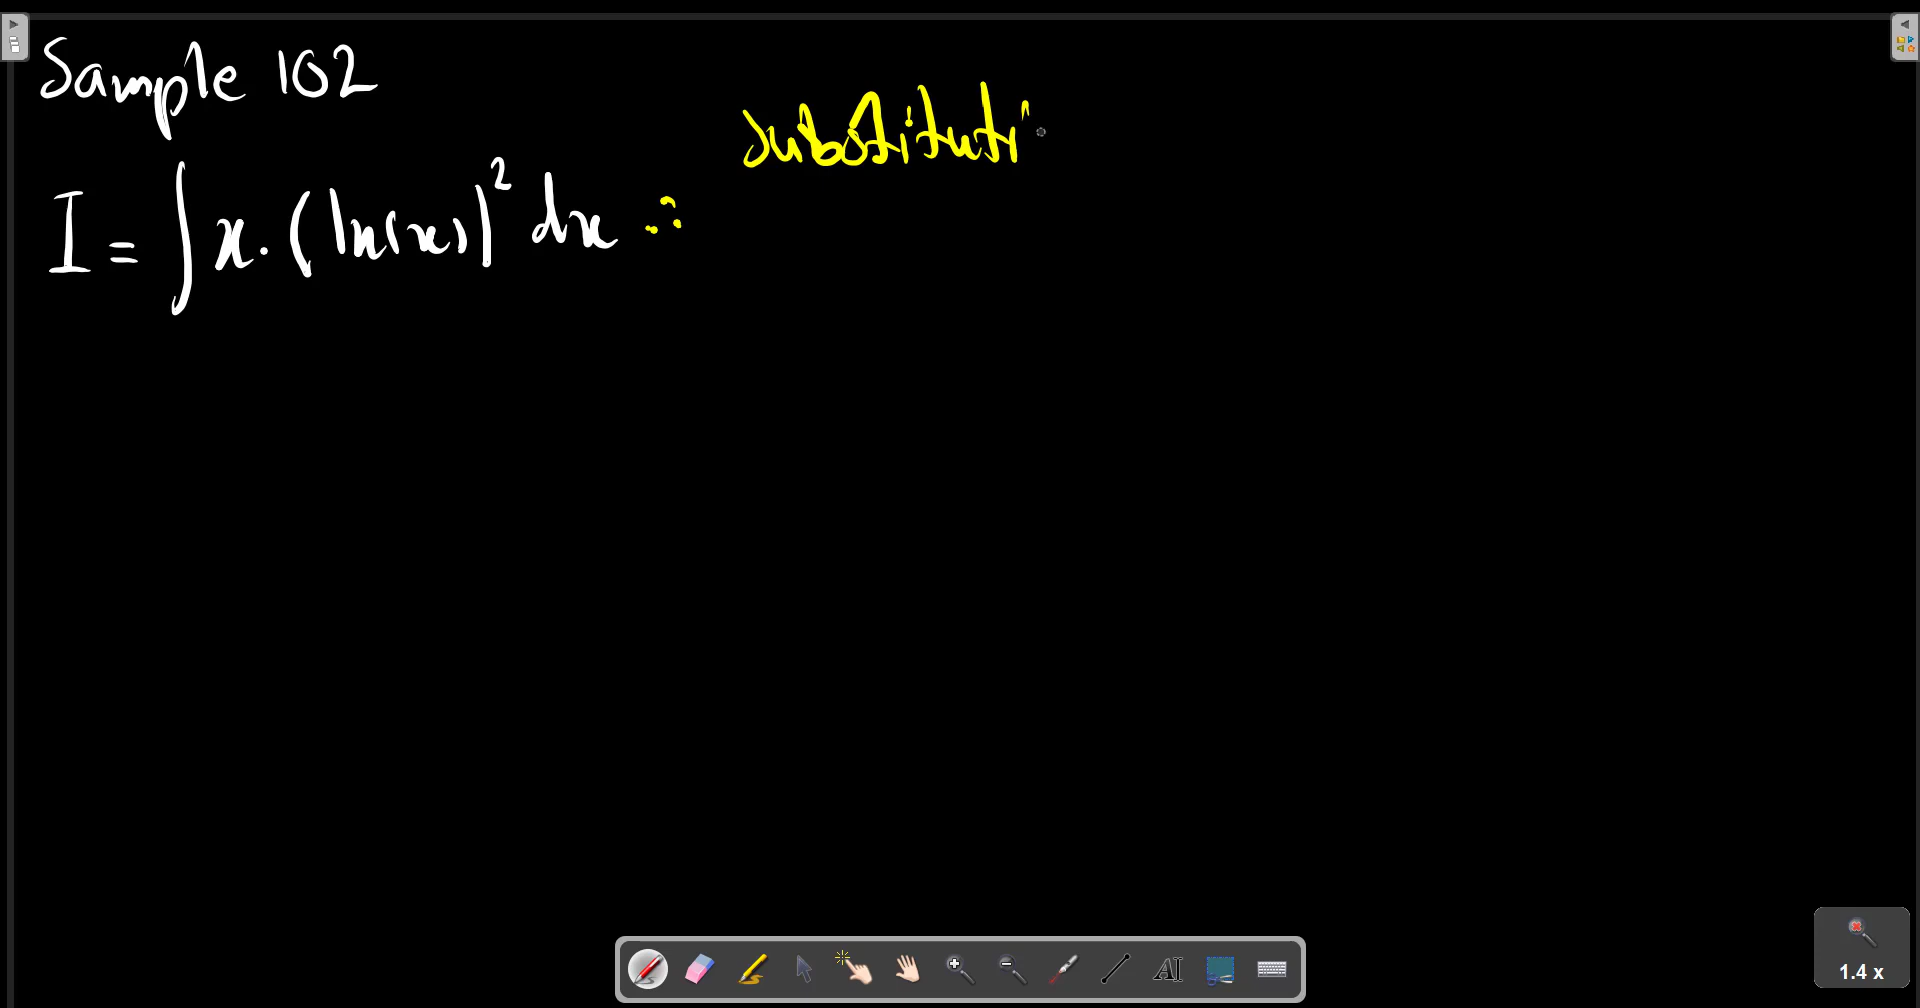 Sample 102
substituti
I = ∫ x. (ln(x))² dx ∴
1.4 x